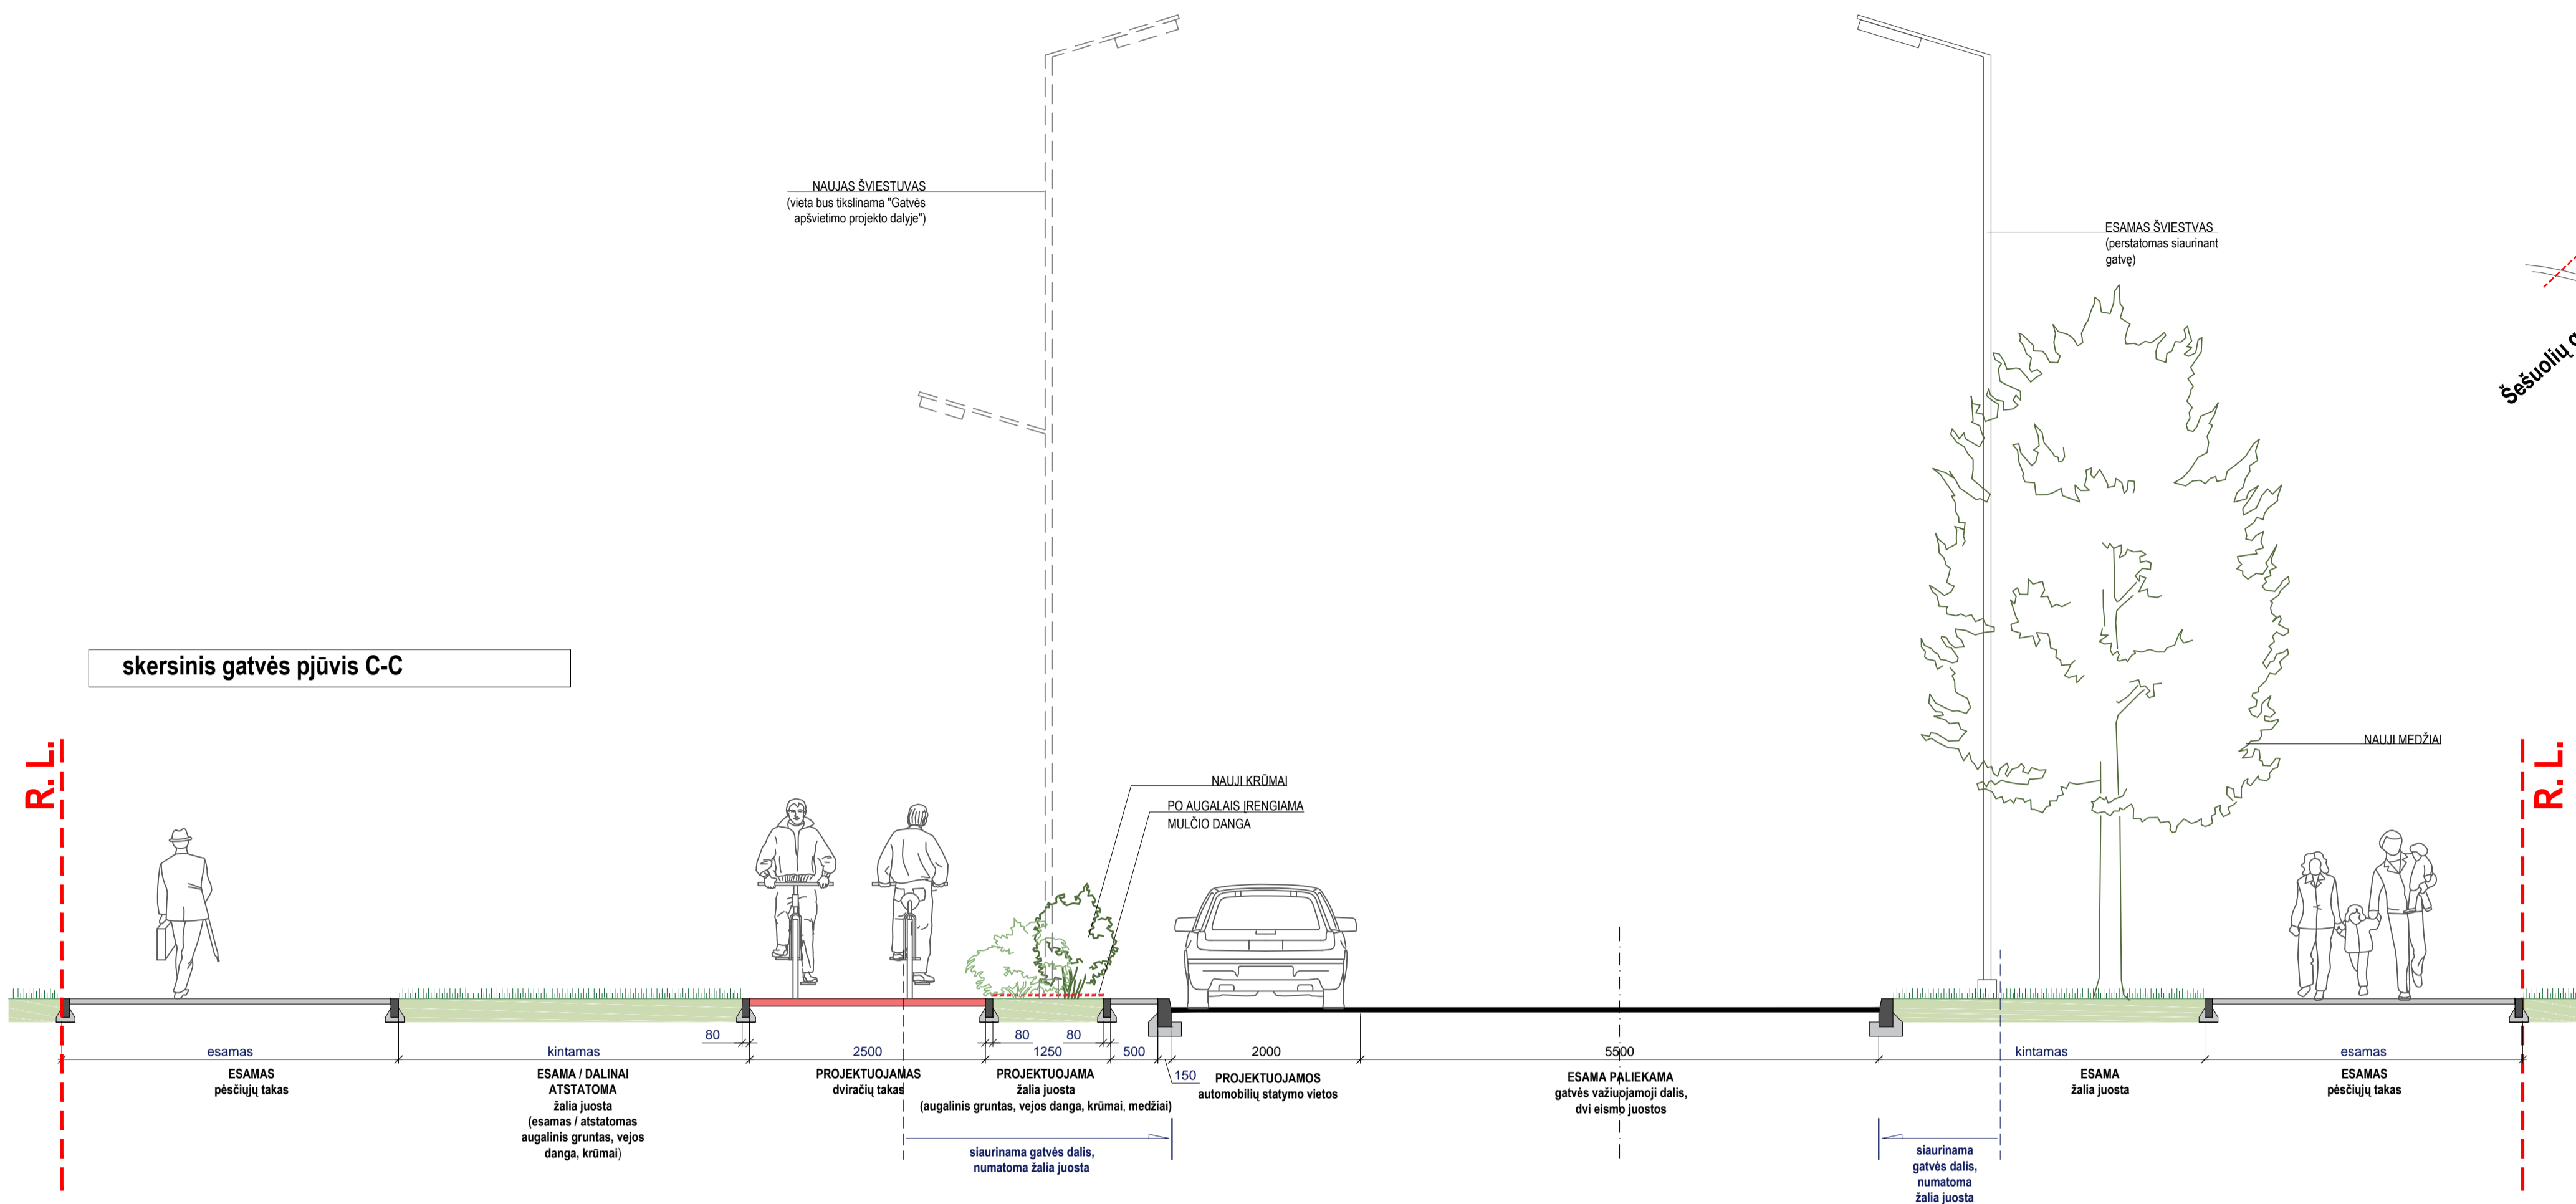 NAUJAS ŠVIESTUVAS
(vieta bus tikslinama "Gatvės
apšvietimo projekto dalyje")
ESAMAS ŠVIESTVAS
(perstatomas siaurinant
gatvę)
Šešuolių g
skersinis gatvės pjūvis C-C
R. L.
NAUJI KRŪMAI
PO AUGALAIS ĮRENGIAMA
MULČIO DANGA
NAUJI MEDŽIAI
R. L.
80 80 80
esamas kintamas 2500 1250 500 2000 5500 kintamas esamas
150
ESAMAS
pėsčiųjų takas
ESAMA / DALINAI
ATSTATOMA
žalia juosta
(esamas / atstatomas
augalinis gruntas, vejos
danga, krūmai)
PROJEKTUOJAMAS
dviračių takas
PROJEKTUOJAMA
žalia juosta
(augalinis gruntas, vejos danga, krūmai, medžiai)
PROJEKTUOJAMOS
automobilių statymo vietos
ESAMA PALIEKAMA
gatvės važiuojamoji dalis,
dvi eismo juostos
ESAMA
žalia juosta
ESAMAS
pėsčiųjų takas
siaurinama gatvės dalis,
numatoma žalia juosta
siaurinama
gatvės dalis,
numatoma
žalia juosta